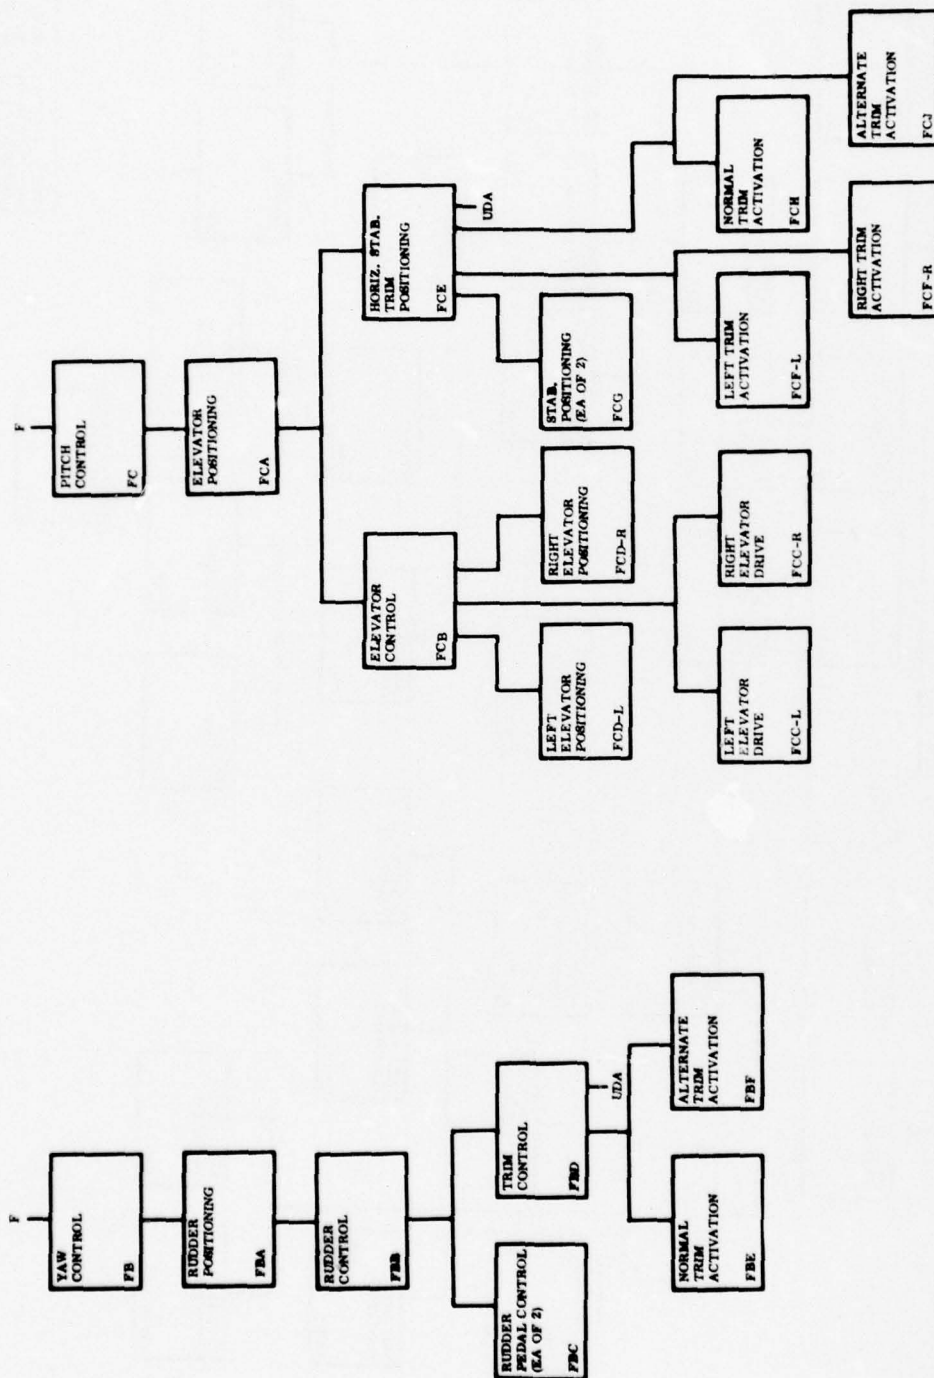 F
YAW
CONTROL
FB
RUDDER
POSITIONING
FBA
RUDDER
CONTROL
FBB
RUDDER
PEDAL CONTROL
(EA OF 2)
FBC
TRIM
CONTROL
FBD
UDA
NORMAL
TRIM
ACTIVATION
FBE
ALTERNATE
TRIM
ACTIVATION
FBF
F
PITCH
CONTROL
FC
ELEVATOR
POSITIONING
FCA
ELEVATOR
CONTROL
FCB
HORIZ. STAB.
TRIM
POSITIONING
FCE
UDA
LEFT
ELEVATOR
POSITIONING
FCD-L
RIGHT
ELEVATOR
POSITIONING
FCD-R
STAB.
POSITIONING
(EA OF 2)
FCG
LEFT
ELEVATOR
DRIVE
FCC-L
RIGHT
ELEVATOR
DRIVE
FCC-R
LEFT TRIM
ACTIVATION
FCF-L
NORMAL
TRIM
ACTIVATION
FCH
RIGHT TRIM
ACTIVATION
FCF-R
ALTERNATE
TRIM
ACTIVATION
FCJ